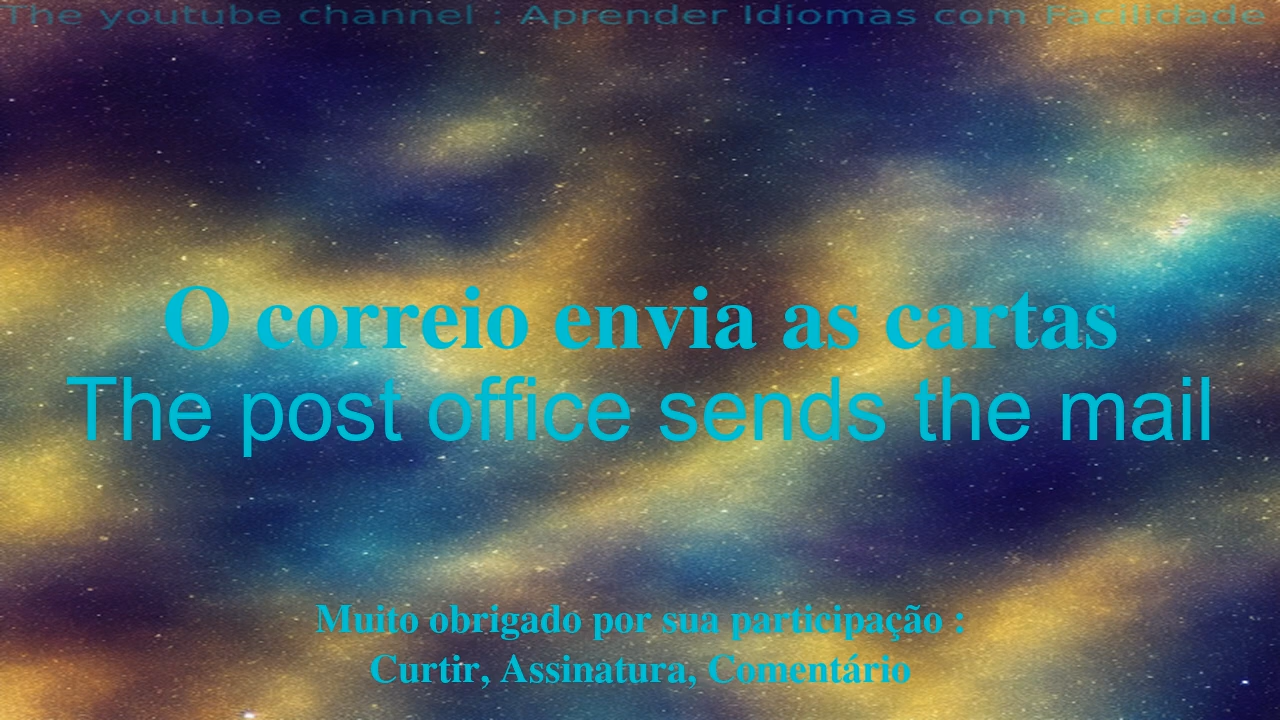 The youtube channel : Aprender Idiomas com Facilidade
O correio envia as cartas
The post office sends the mail
Muito obrigado por sua participação :
Curtir, Assinatura, Comentário